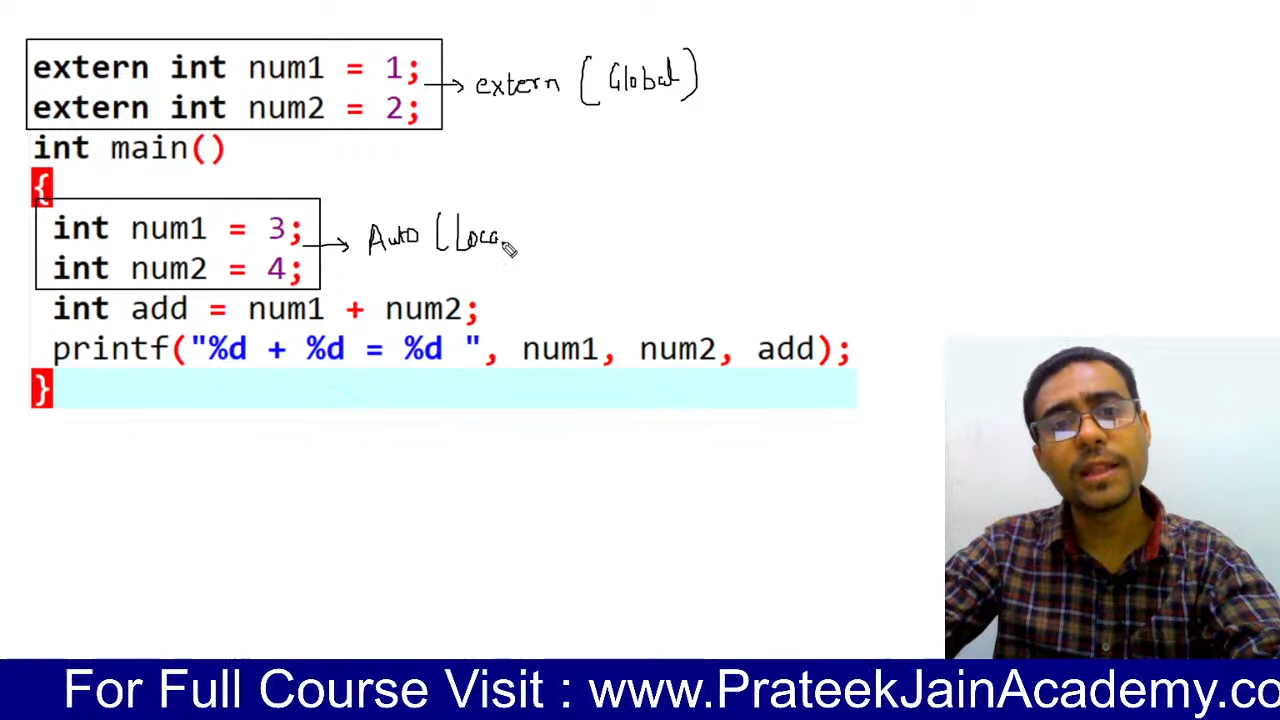 extern int num1 = 1;
extern int num2 = 2;
extern (Global)
int main()
{
int num1 = 3;
int num2 = 4;
Auto (Loca
int add = num1 + num2;
printf("%d + %d = %d ", num1, num2, add);
}
For Full Course Visit : www.PrateekJainAcademy.co